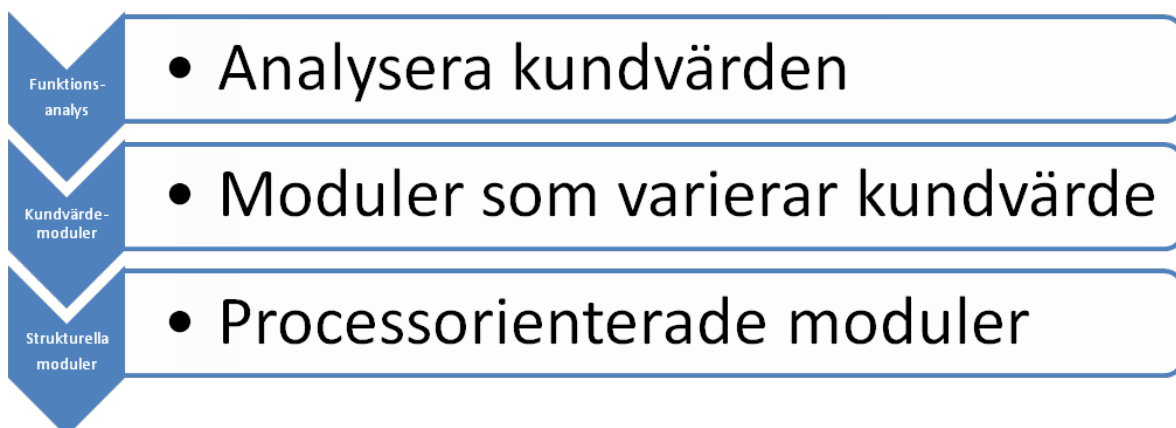 Funktions-
analys
• Analysera kundvärden
Kundvärde-
moduler
• Moduler som varierar kundvärde
Strukturella
moduler
• Processorienterade moduler